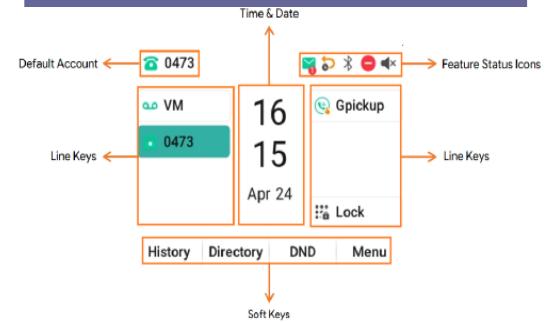 Time & Date
Default Account
0473
Feature Status Icons
VM
16
Gpickup
0473
15
Line Keys
Line Keys
Apr 24
Lock
History
Directory
DND
Menu
Soft Keys